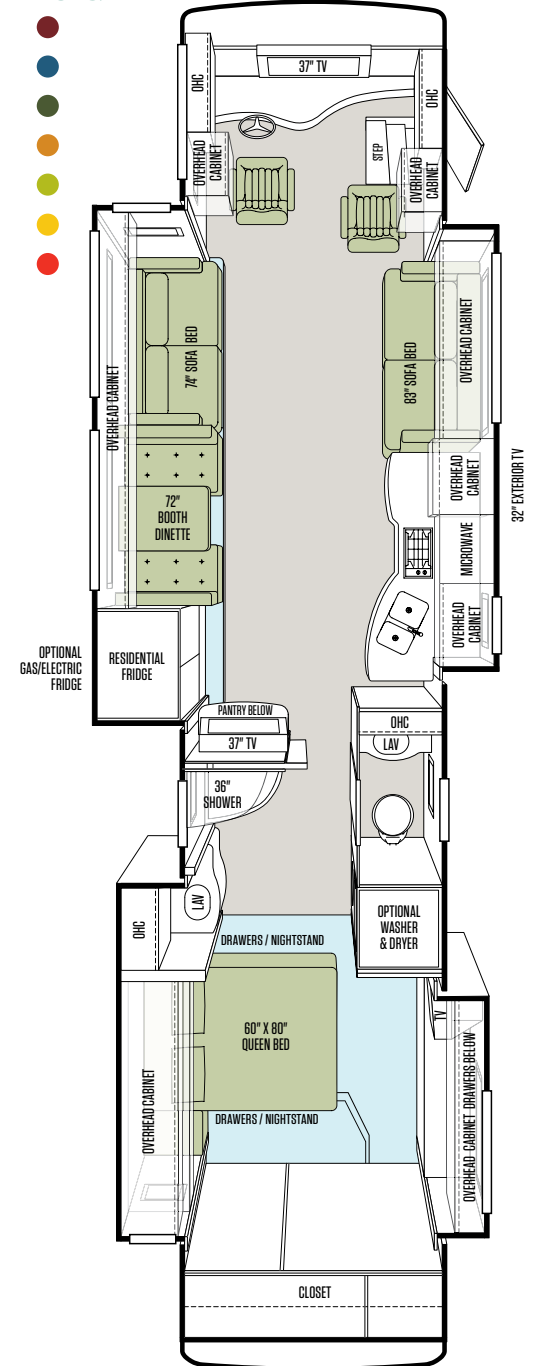 37" TV
OHC
OHC
STEP
OVERHEAD
CABINET
OVERHEAD
CABINET
OVERHEAD CABINET
74" SOFA BED
83" SOFA BED
OVERHEAD CABINET
72"
BOOTH
DINETTE
OVERHEAD
CABINET
32" EXTERIOR TV
MICROWAVE
OVERHEAD
CABINET
OPTIONAL
GAS/ELECTRIC
FRIDGE
RESIDENTIAL
FRIDGE
PANTRY BELOW
37" TV
OHC
LAV
36"
SHOWER
LAV
OHC
OPTIONAL
WASHER
& DRYER
DRAWERS / NIGHTSTAND
60" X 80"
QUEEN BED
TV
OVERHEAD CABINET
OVERHEAD CABINET DRAWERS BELOW
DRAWERS / NIGHTSTAND
CLOSET